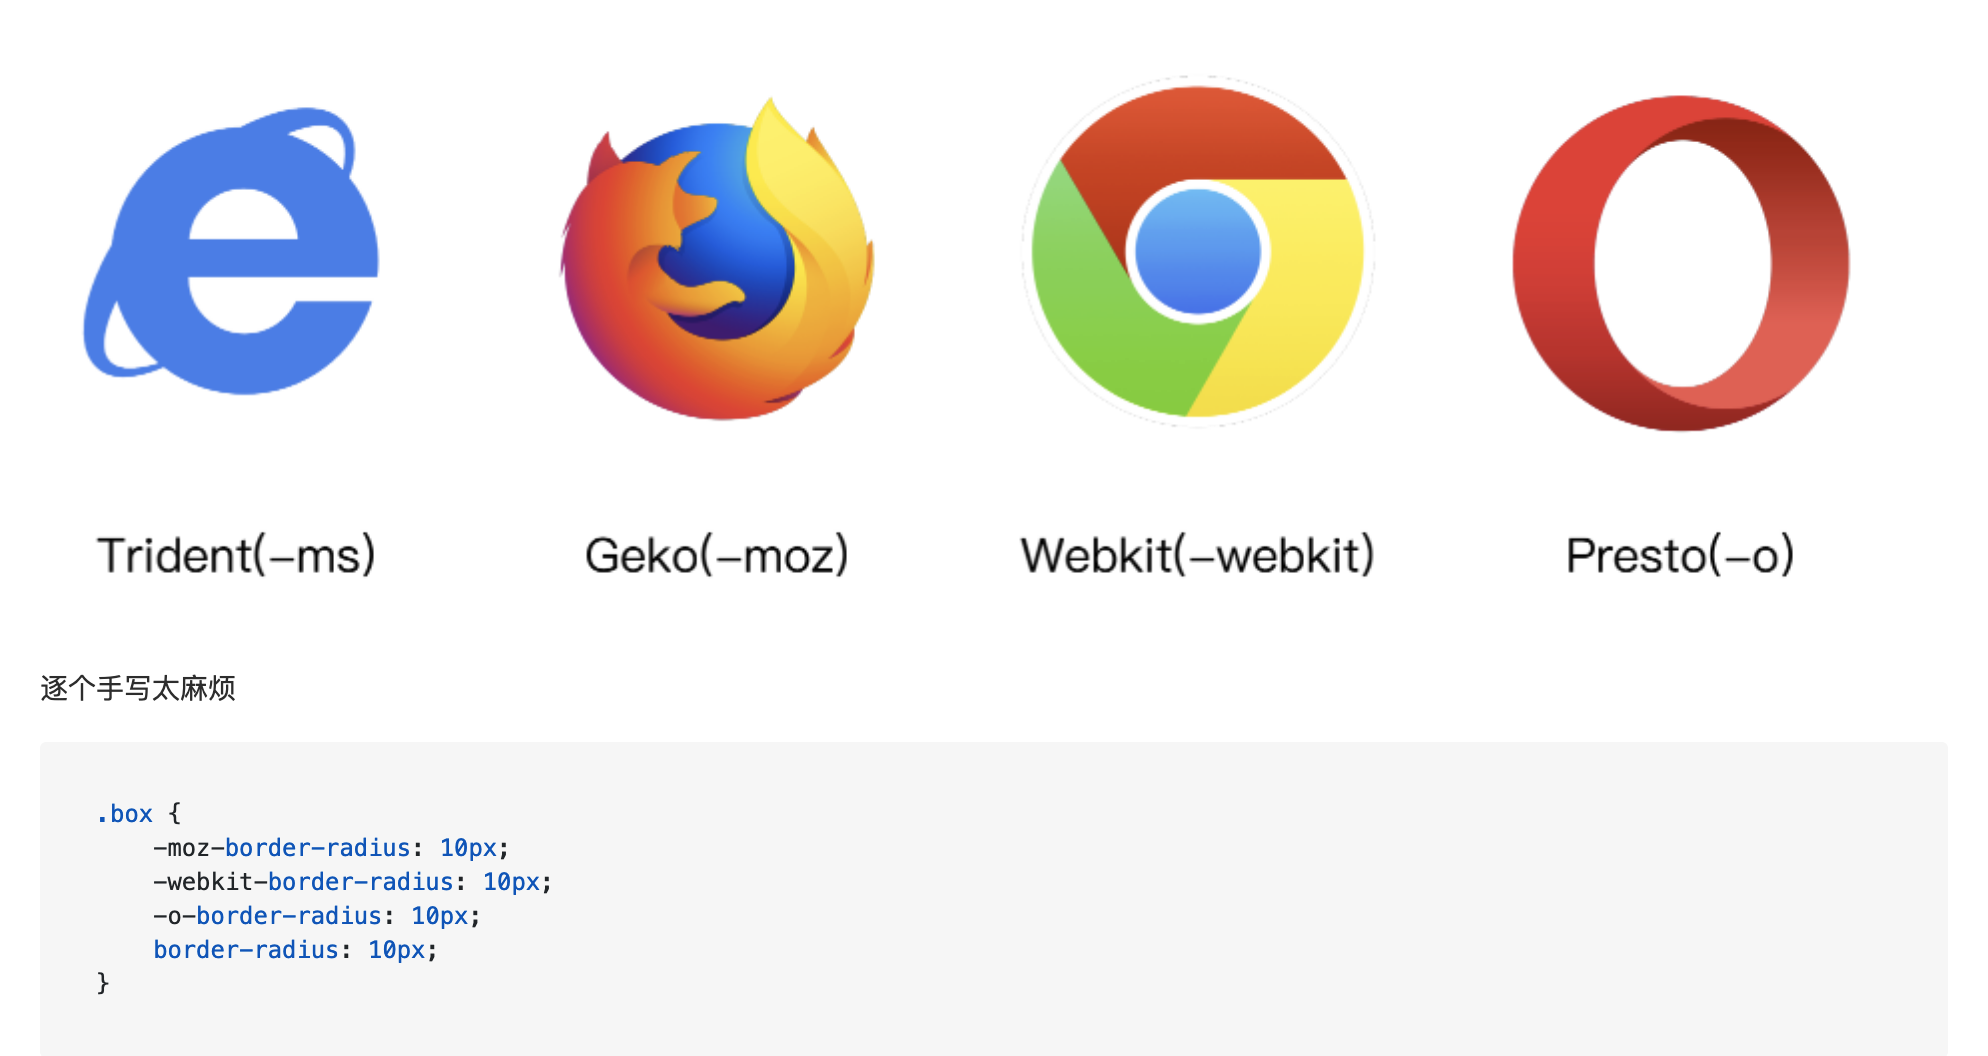 Trident(-ms) Geko(-moz) Webkit(-webkit) Presto(-o)
逐个手写太麻烦
.box {
    -moz-border-radius: 10px;
    -webkit-border-radius: 10px;
    -o-border-radius: 10px;
    border-radius: 10px;
}